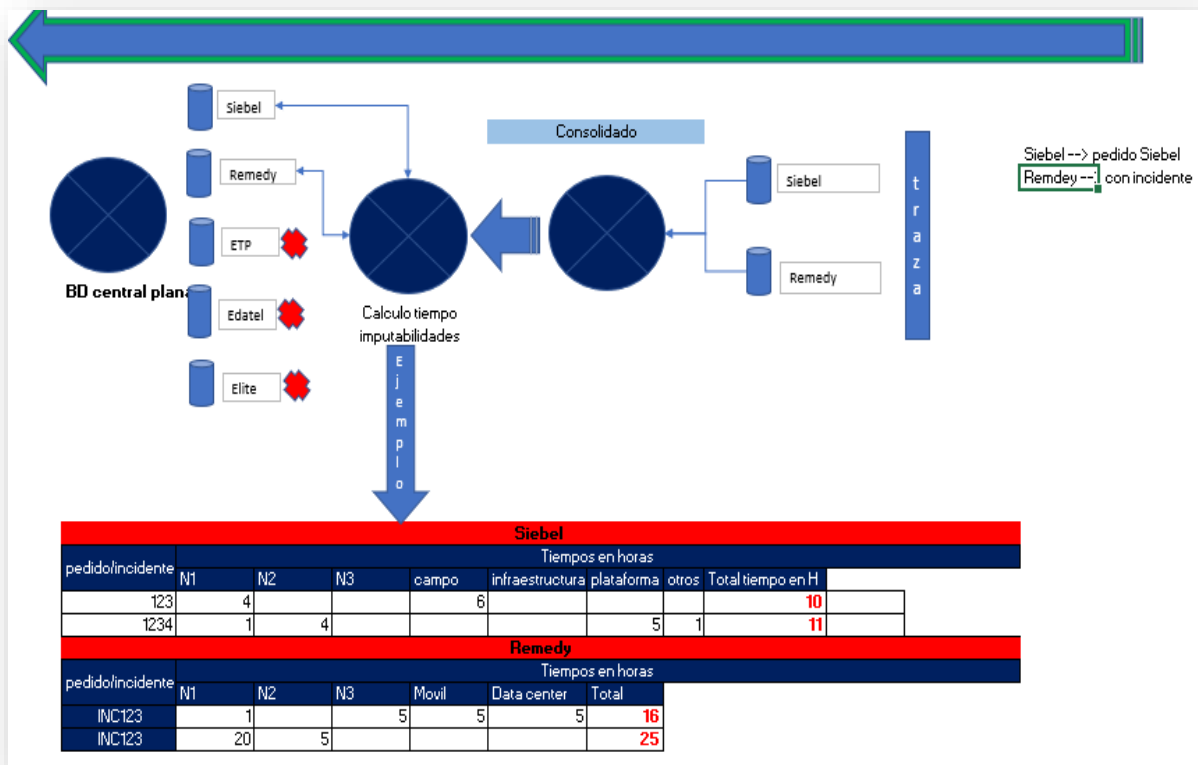 Siebel
Remedy
ETP
Edatel
Elite
BD central plana
Calculo tiempo
imputabilidades
Consolidado
Siebel
Remedy
traza
Siebel --> pedido Siebel
Remdey --: con incidente
Ejemplo
Siebel
pedido/incidente Tiempos en horas
N1 N2 N3 campo infraestructura plataforma otros Total tiempo en H
123 4 6 10
1234 1 4 5 1 11
Remedy
pedido/incidente Tiempos en horas
N1 N2 N3 Movil Data center Total
INC123 1 5 5 5 16
INC123 20 5 25